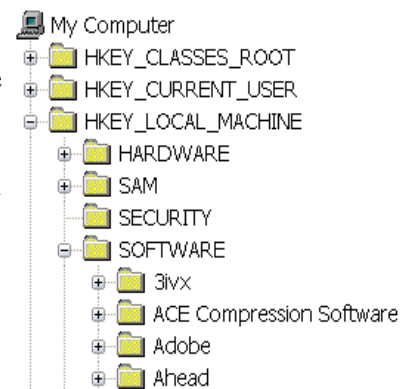 My Computer
HKEY_CLASSES_ROOT
HKEY_CURRENT_USER
HKEY_LOCAL_MACHINE
HARDWARE
SAM
SECURITY
SOFTWARE
3ivx
ACE Compression Software
Adobe
Ahead